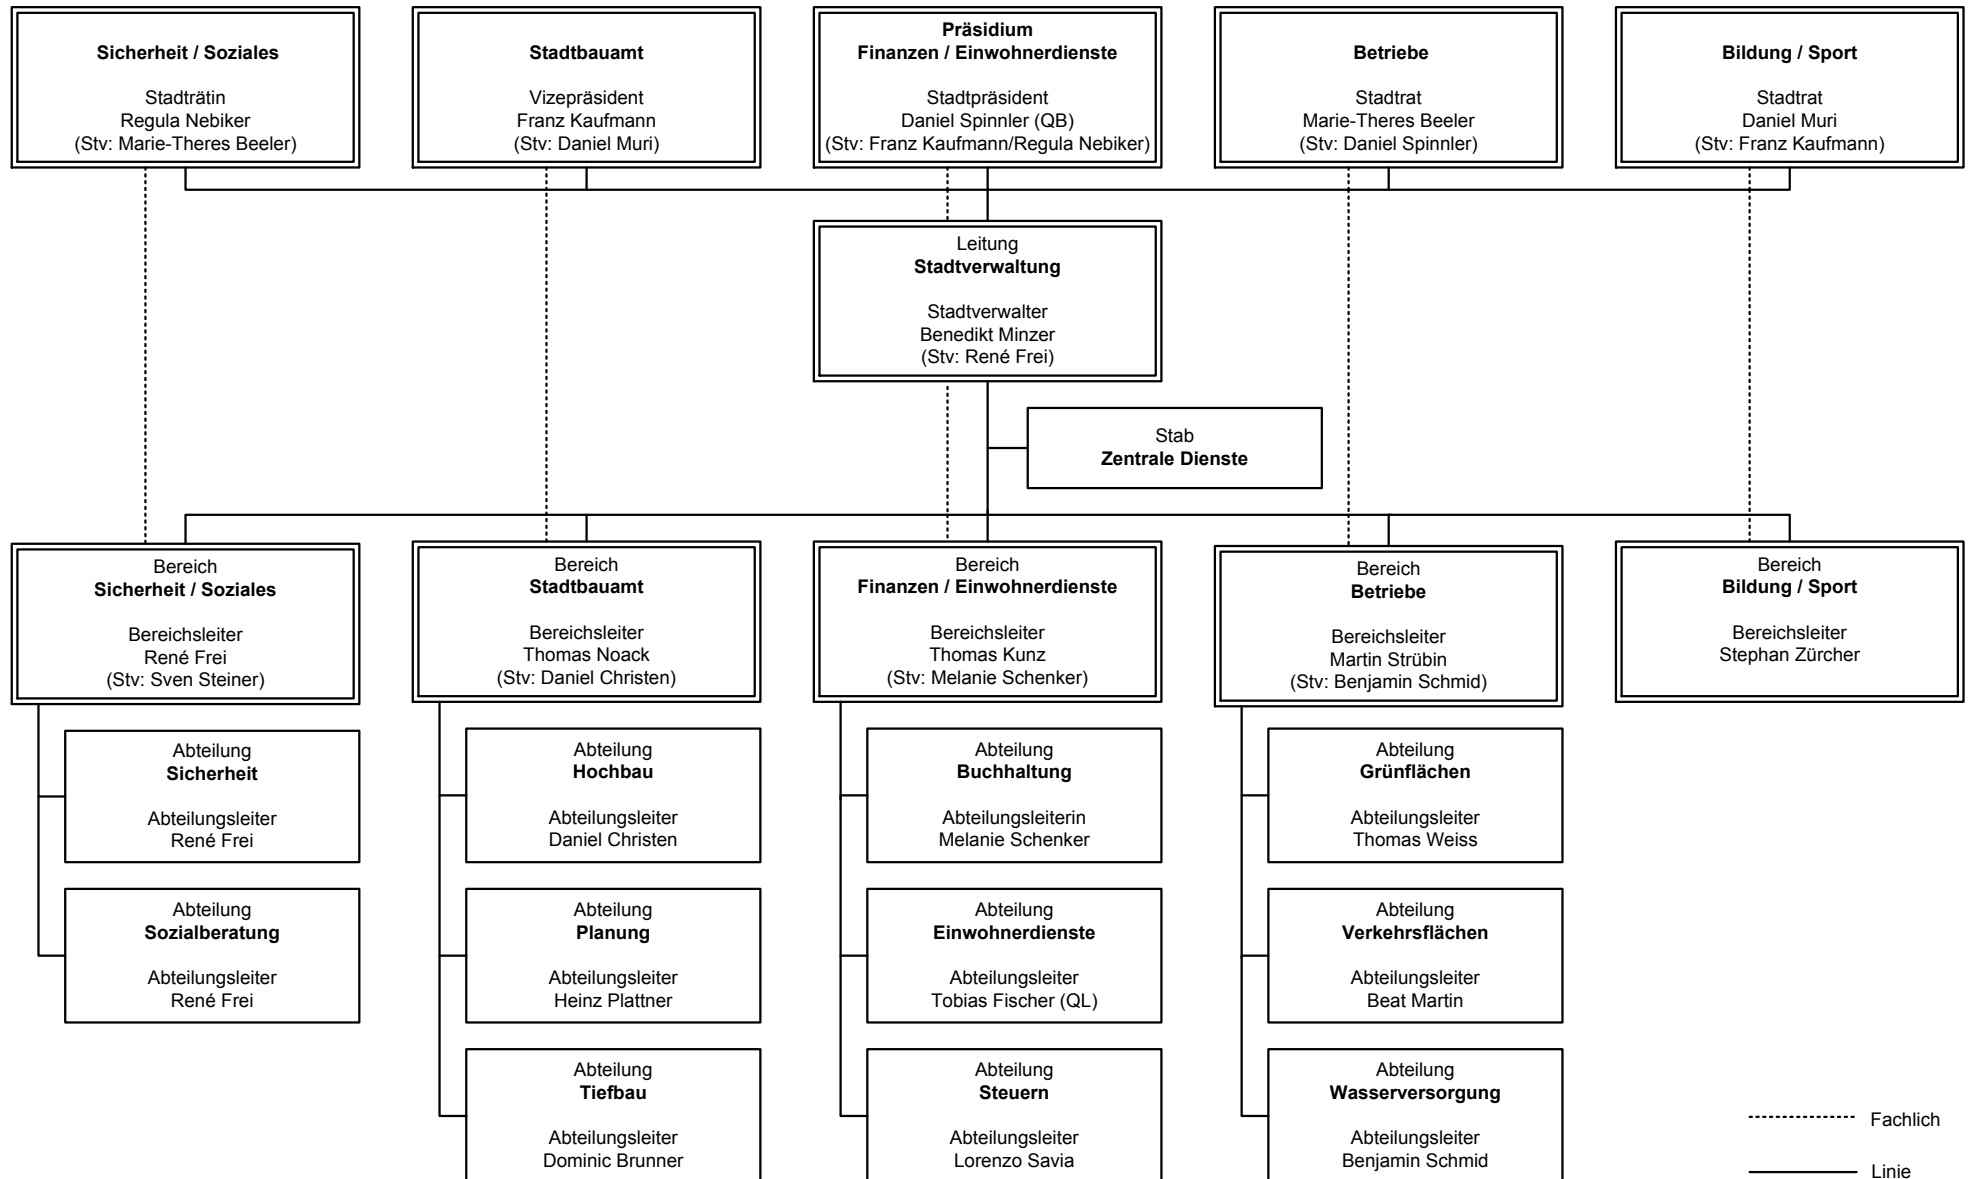 Sicherheit / Soziales
Stadträtin
Regula Nebiker
(Stv: Marie-Theres Beeler)
Stadtbauamt
Vizepräsident
Franz Kaufmann
(Stv: Daniel Muri)
Präsidium
Finanzen / Einwohnerdienste
Stadtpräsident
Daniel Spinnler (QB)
(Stv: Franz Kaufmann/Regula Nebiker)
Betriebe
Stadtrat
Marie-Theres Beeler
(Stv: Daniel Spinnler)
Bildung / Sport
Stadtrat
Daniel Muri
(Stv: Franz Kaufmann)
Leitung
Stadtverwaltung
Stadtverwalter
Benedikt Minzer
(Stv: René Frei)
Stab
Zentrale Dienste
Bereich
Sicherheit / Soziales
Bereichsleiter
René Frei
(Stv: Sven Steiner)
Bereich
Stadtbauamt
Bereichsleiter
Thomas Noack
(Stv: Daniel Christen)
Bereich
Finanzen / Einwohnerdienste
Bereichsleiter
Thomas Kunz
(Stv: Melanie Schenker)
Bereich
Betriebe
Bereichsleiter
Martin Strübin
(Stv: Benjamin Schmid)
Bereich
Bildung / Sport
Bereichsleiter
Stephan Zürcher
Abteilung
Sicherheit
Abteilungsleiter
René Frei
Abteilung
Hochbau
Abteilungsleiter
Daniel Christen
Abteilung
Buchhaltung
Abteilungsleiterin
Melanie Schenker
Abteilung
Grünflächen
Abteilungsleiter
Thomas Weiss
Abteilung
Sozialberatung
Abteilungsleiter
René Frei
Abteilung
Planung
Abteilungsleiter
Heinz Plattner
Abteilung
Einwohnerdienste
Abteilungsleiter
Tobias Fischer (QL)
Abteilung
Verkehrsflächen
Abteilungsleiter
Beat Martin
Abteilung
Tiefbau
Abteilungsleiter
Dominic Brunner
Abteilung
Steuern
Abteilungsleiter
Lorenzo Savia
Abteilung
Wasserversorgung
Abteilungsleiter
Benjamin Schmid
Fachlich
Linie